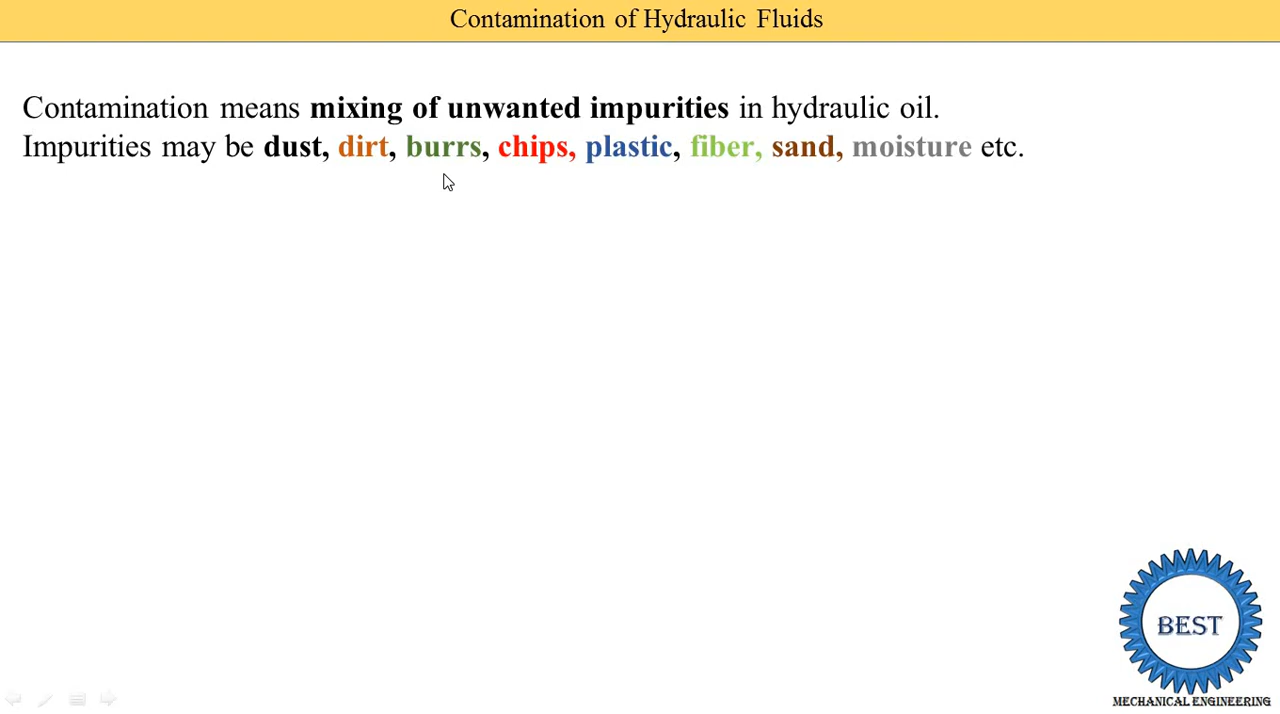 Contamination of Hydraulic Fluids
Contamination means mixing of unwanted impurities in hydraulic oil.
Impurities may be dust, dirt, burrs, chips, plastic, fiber, sand, moisture etc.
BEST
MECHANICAL ENGINEERING